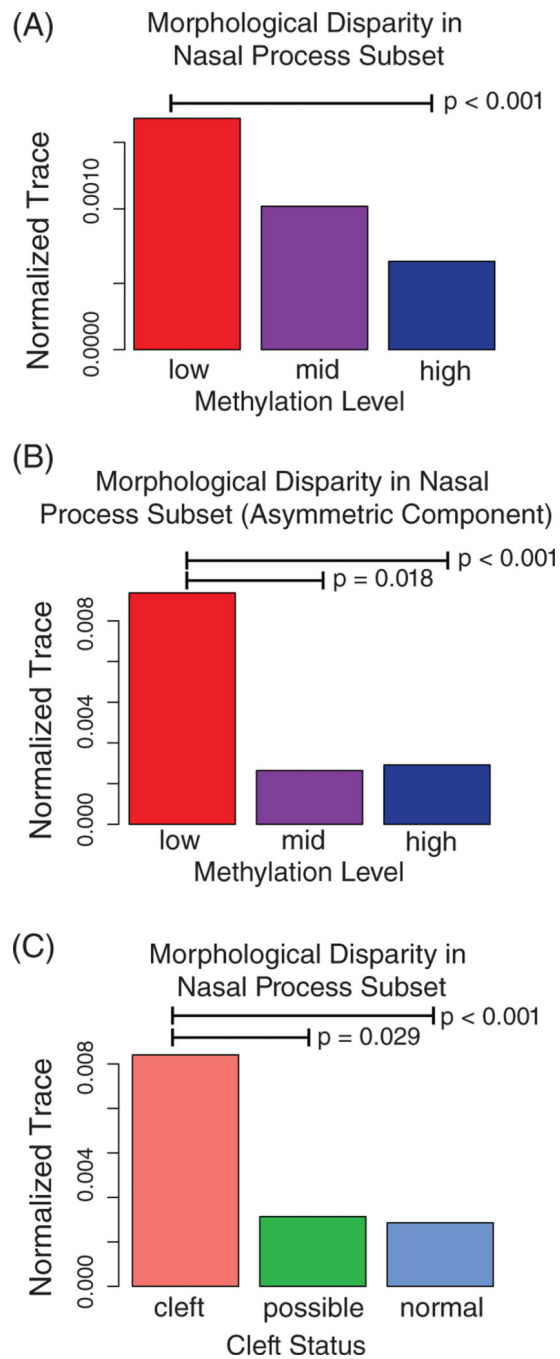 (A)
Morphological Disparity in
Nasal Process Subset
p < 0.001
Normalized Trace
0.0010
0.0000
low mid high
Methylation Level
(B)
Morphological Disparity in Nasal
Process Subset (Asymmetric Component)
p < 0.001
p = 0.018
Normalized Trace
0.008
0.004
0.000
low mid high
Methylation Level
(C)
Morphological Disparity in
Nasal Process Subset
p < 0.001
p = 0.029
Normalized Trace
0.008
0.004
0.000
cleft possible normal
Cleft Status